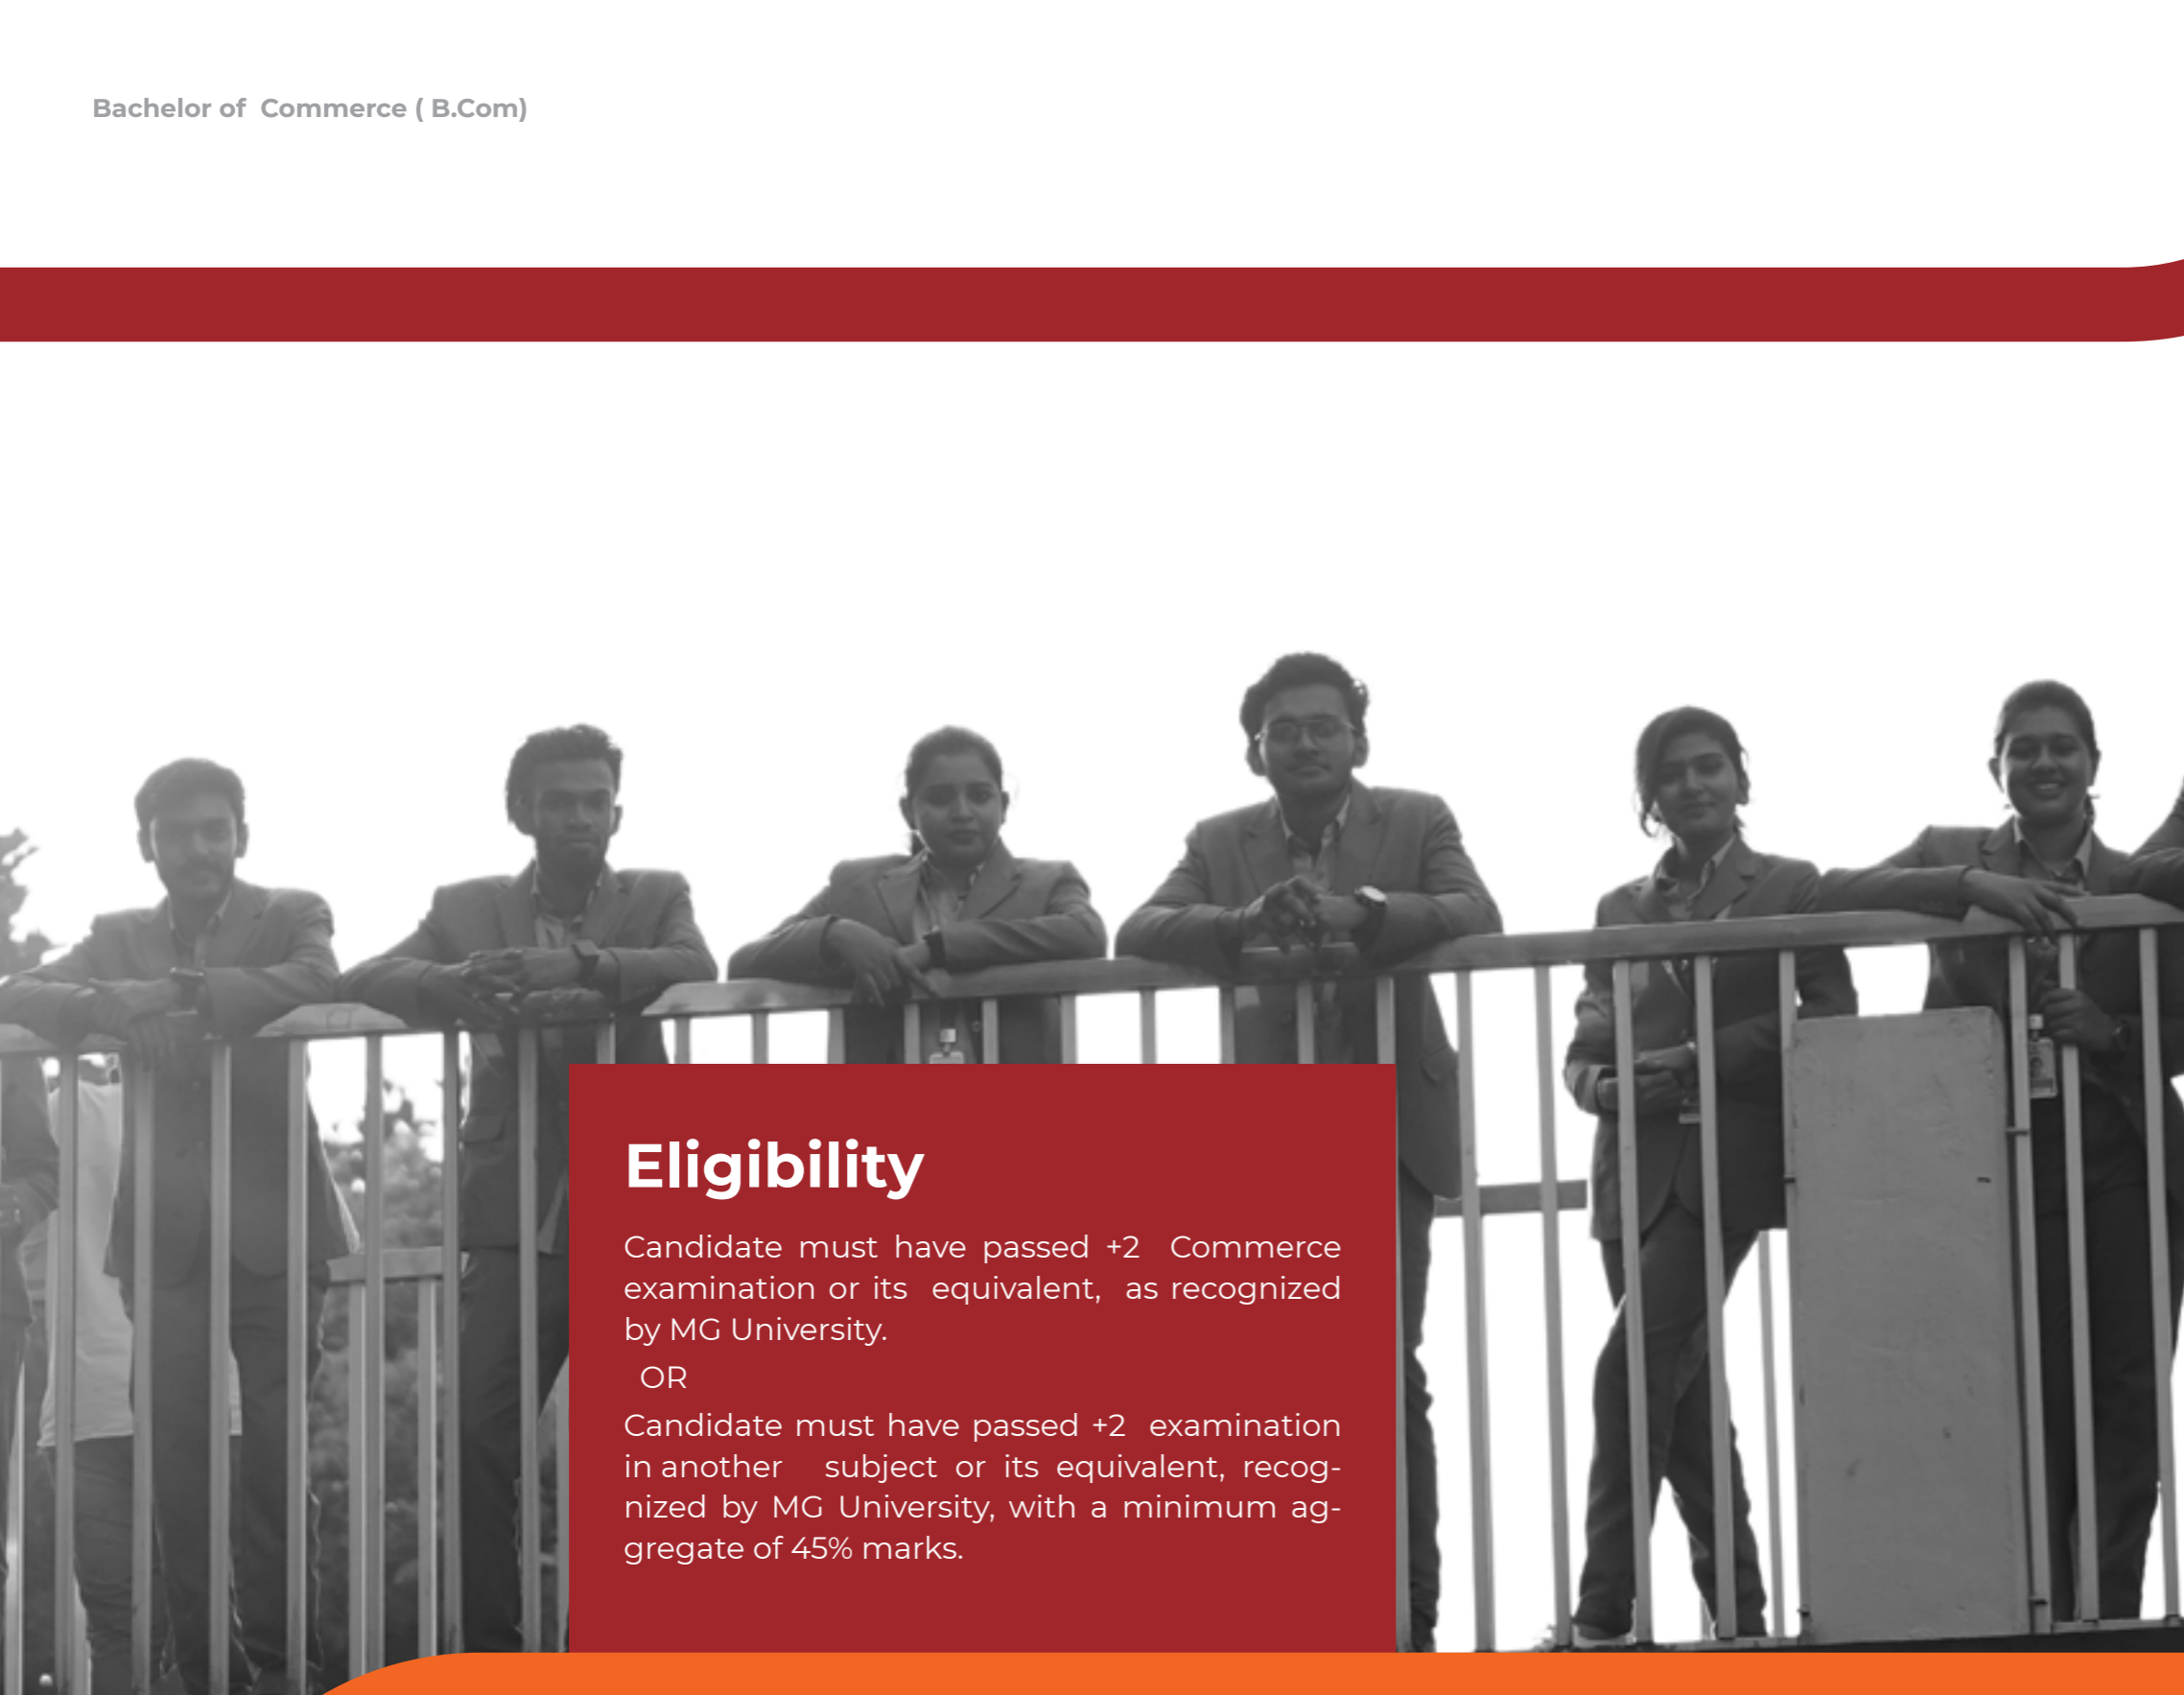 Bachelor of  Commerce ( B.Com)
Eligibility
Candidate must have passed +2  Commerce
examination or its  equivalent,  as recognized
by MG University.
OR
Candidate must have passed +2  examination
in another   subject or its equivalent, recog-
nized by MG University, with a minimum ag-
gregate of 45% marks.